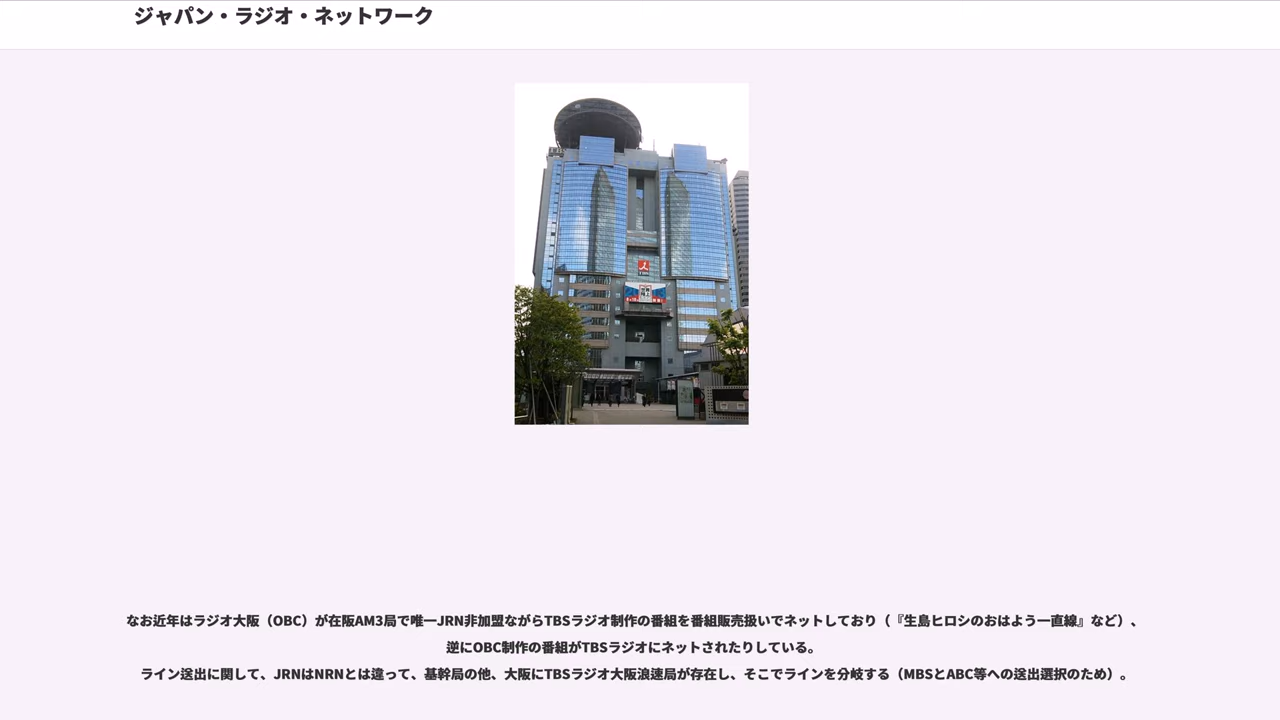 ジャパン・ラジオ・ネットワーク
TBS
なお近年はラジオ大阪（OBC）が在阪AM3局で唯一JRN非加盟ながらTBSラジオ制作の番組を番組販売扱いでネットしており（『生島ヒロシのおはよう一直線』など）、
逆にOBC制作の番組がTBSラジオにネットされたりしている。
ライン送出に関して、JRNはNRNとは違って、基幹局の他、大阪にTBSラジオ大阪浪速局が存在し、そこでラインを分岐する（MBSとABC等への送出選択のため）。